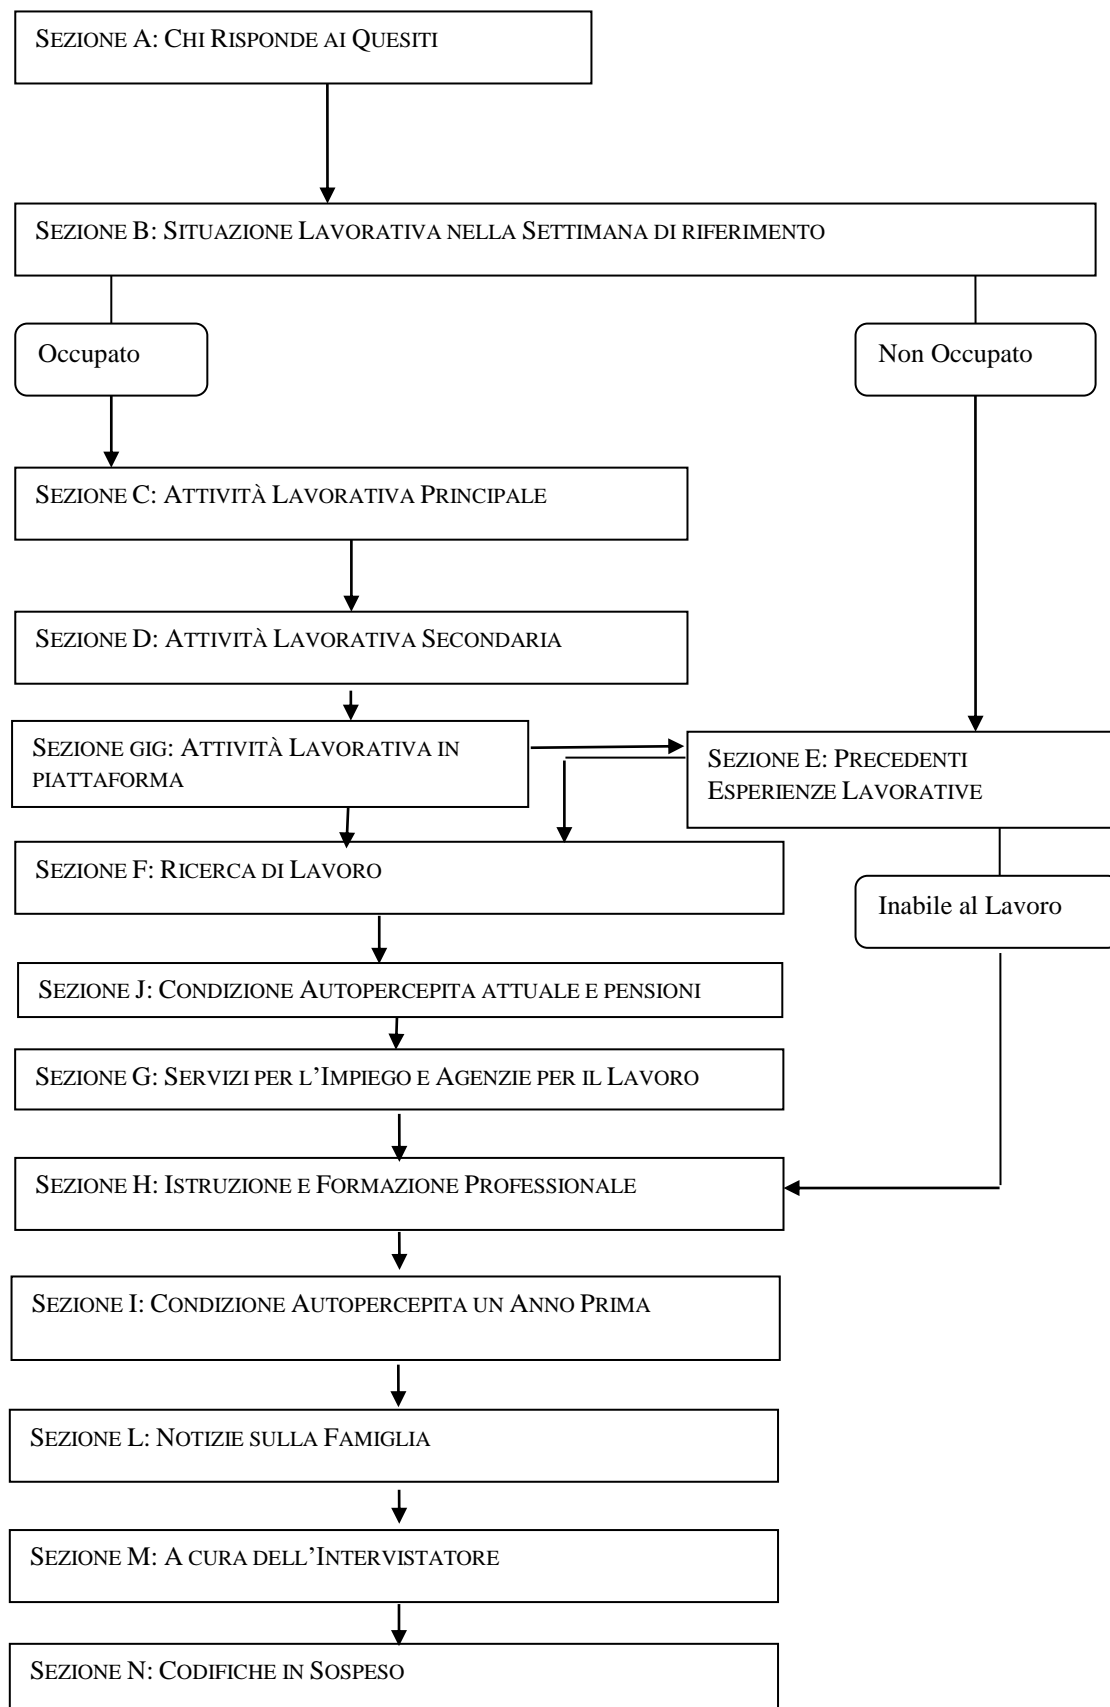 SEZIONE A: CHI RISPONDE AI QUESITI
SEZIONE B: SITUAZIONE LAVORATIVA NELLA SETTIMANA DI RIFERIMENTO
Occupato
Non Occupato
SEZIONE C: ATTIVITÀ LAVORATIVA PRINCIPALE
SEZIONE D: ATTIVITÀ LAVORATIVA SECONDARIA
SEZIONE GIG: ATTIVITÀ LAVORATIVA IN
PIATTAFORMA
SEZIONE E: PRECEDENTI
ESPERIENZE LAVORATIVE
SEZIONE F: RICERCA DI LAVORO
Inabile al Lavoro
SEZIONE J: CONDIZIONE AUTOPERCEPITA ATTUALE E PENSIONI
SEZIONE G: SERVIZI PER L'IMPIEGO E AGENZIE PER IL LAVORO
SEZIONE H: ISTRUZIONE E FORMAZIONE PROFESSIONALE
SEZIONE I: CONDIZIONE AUTOPERCEPITA UN ANNO PRIMA
SEZIONE L: NOTIZIE SULLA FAMIGLIA
SEZIONE M: A CURA DELL'INTERVISTATORE
SEZIONE N: CODIFICHE IN SOSPESO